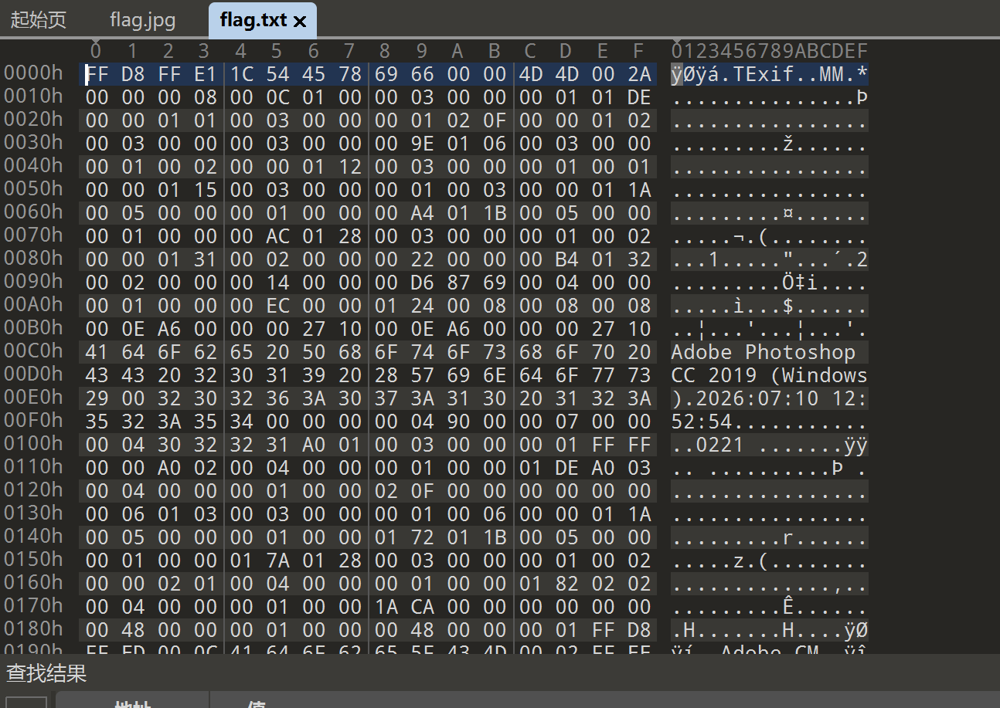 起始页 flag.jpg flag.txt ×
0 1 2 3 4 5 6 7 8 9 A B C D E F 0123456789ABCDEF
0000h FF D8 FF E1 1C 54 45 78 69 66 00 00 4D 4D 00 2A ÿØÿá.TExif..MM.*
0010h 00 00 00 08 00 0C 01 00 00 03 00 00 00 01 01 DE ...............Þ
0020h 00 00 01 01 00 03 00 00 00 01 02 0F 00 00 01 02 ................
0030h 00 03 00 00 00 03 00 00 00 9E 01 06 00 03 00 00 .........ž......
0040h 00 01 00 02 00 00 01 12 00 03 00 00 00 01 00 01 ................
0050h 00 00 01 15 00 03 00 00 00 01 00 03 00 00 01 1A ................
0060h 00 05 00 00 00 01 00 00 00 A4 01 1B 00 05 00 00 .........¤......
0070h 00 01 00 00 00 AC 01 28 00 03 00 00 00 01 00 02 .....¬.(........
0080h 00 00 01 31 00 02 00 00 00 22 00 00 00 B4 01 32 ...1....."...´.2
0090h 00 02 00 00 00 14 00 00 00 D6 87 69 00 04 00 00 .........Ö‡i....
00A0h 00 01 00 00 00 EC 00 00 01 24 00 08 00 08 00 08 .....ì...$......
00B0h 00 0E A6 00 00 00 27 10 00 0E A6 00 00 00 27 10 ..¦...'...¦...'.
00C0h 41 64 6F 62 65 20 50 68 6F 74 6F 73 68 6F 70 20 Adobe Photoshop
00D0h 43 43 20 32 30 31 39 20 28 57 69 6E 64 6F 77 73 CC 2019 (Windows
00E0h 29 00 32 30 32 36 3A 30 37 3A 31 30 20 31 32 3A ).2026:07:10 12:
00F0h 35 32 3A 35 34 00 00 00 00 04 90 00 00 07 00 00 52:54...........
0100h 00 04 30 32 32 31 A0 01 00 03 00 00 00 01 FF FF ..0221 .......ÿÿ
0110h 00 00 A0 02 00 04 00 00 00 01 00 00 01 DE A0 03 .. ..........Þ .
0120h 00 04 00 00 00 01 00 00 02 0F 00 00 00 00 00 00 ................
0130h 00 06 01 03 00 03 00 00 00 01 00 06 00 00 01 1A ................
0140h 00 05 00 00 00 01 00 00 01 72 01 1B 00 05 00 00 .........r......
0150h 00 01 00 00 01 7A 01 28 00 03 00 00 00 01 00 02 .....z.(........
0160h 00 00 02 01 00 04 00 00 00 01 00 00 01 82 02 02 .............‚..
0170h 00 04 00 00 00 01 00 00 1A CA 00 00 00 00 00 00 .........Ê......
0180h 00 48 00 00 00 01 00 00 00 48 00 00 00 01 FF D8 .H.......H....ÿØ
0190h FF ED 00 0C 41 64 6F 62 65 5F 43 4D 00 02 FF EE ÿí..Adobe_CM..ÿî
查找结果
地址 值